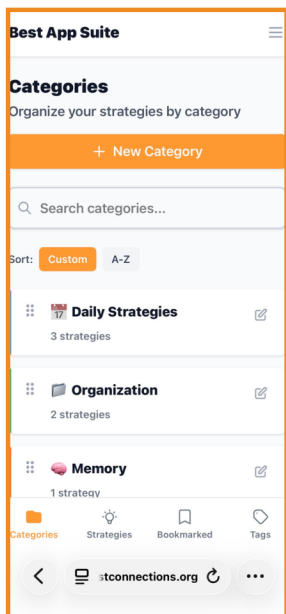 Best App Suite
Categories
Organize your strategies by category
+ New Category
Search categories...
Sort: Custom A-Z
Daily Strategies
3 strategies
Organization
2 strategies
Memory
1 strategy
Categories Strategies Bookmarked Tags
stconnections.org